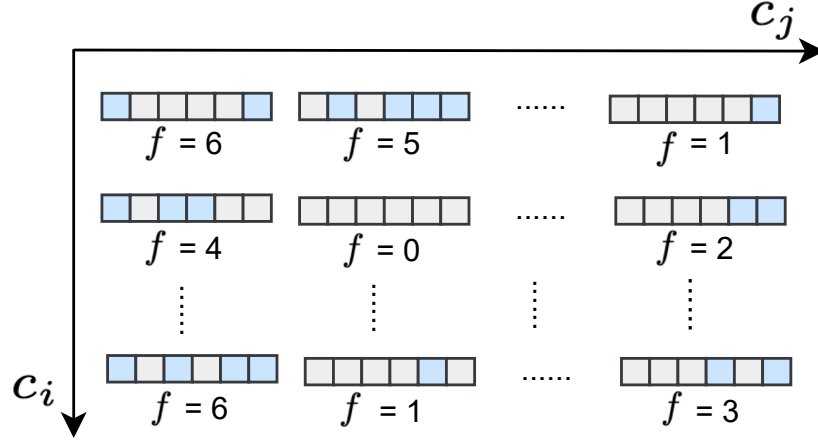 c_j
f = 6 f = 5 ...... f = 1
f = 4 f = 0 ...... f = 2
c_i
f = 6 f = 1 ...... f = 3